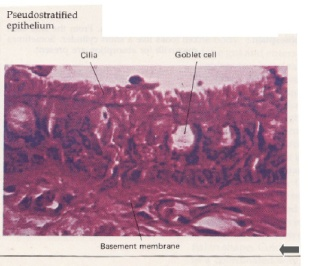 Pseudostratified
epithelium
Cilia
Goblet cell
Basement membrane